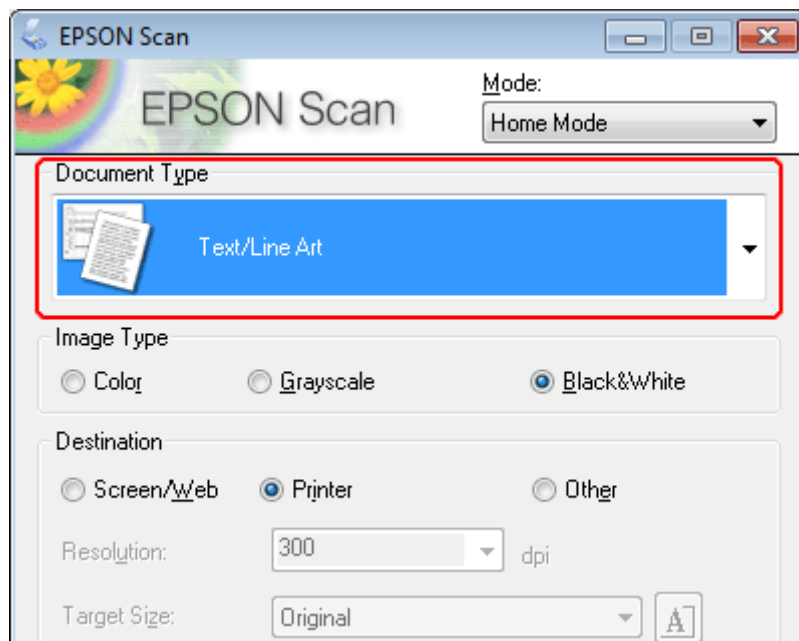 EPSON Scan
EPSON Scan
Mode:
Home Mode
Document Type
Text/Line Art
Image Type
Color Grayscale Black&White
Destination
Screen/Web Printer Other
Resolution: 300 dpi
Target Size: Original A